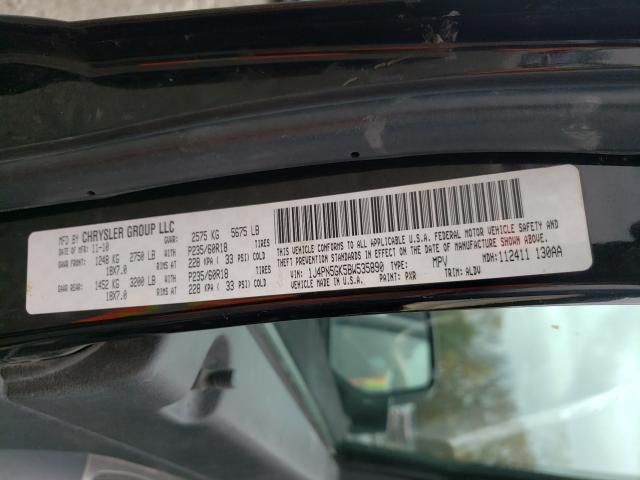 MFD BY CHRYSLER GROUP LLC
DATE OF MFR: 11-10 GVWR: 2575 KG 5675 LB
GAWR FRONT: 1248 KG 2750 LB P235/60R18 TIRES
18X7.0 RIMS AT 228 KPA ( 33 PSI COLD)
GAWR REAR: 1452 KG 3200 LB P235/60R18 TIRES
18X7.0 RIMS AT 228 KPA ( 33 PSI COLD)
THIS VEHICLE CONFORMS TO ALL APPLICABLE U.S.A. FEDERAL MOTOR VEHICLE SAFETY AND
THEFT PREVENTION STANDARDS IN EFFECT ON THE DATE OF MANUFACTURE SHOWN ABOVE.
VIN: 1J4PN5GK5BW535890 TYPE: MPV MDH: 112411 130AA
VEHICLE MADE IN U.S.A. PAINT: PXR TRIM: ALDV